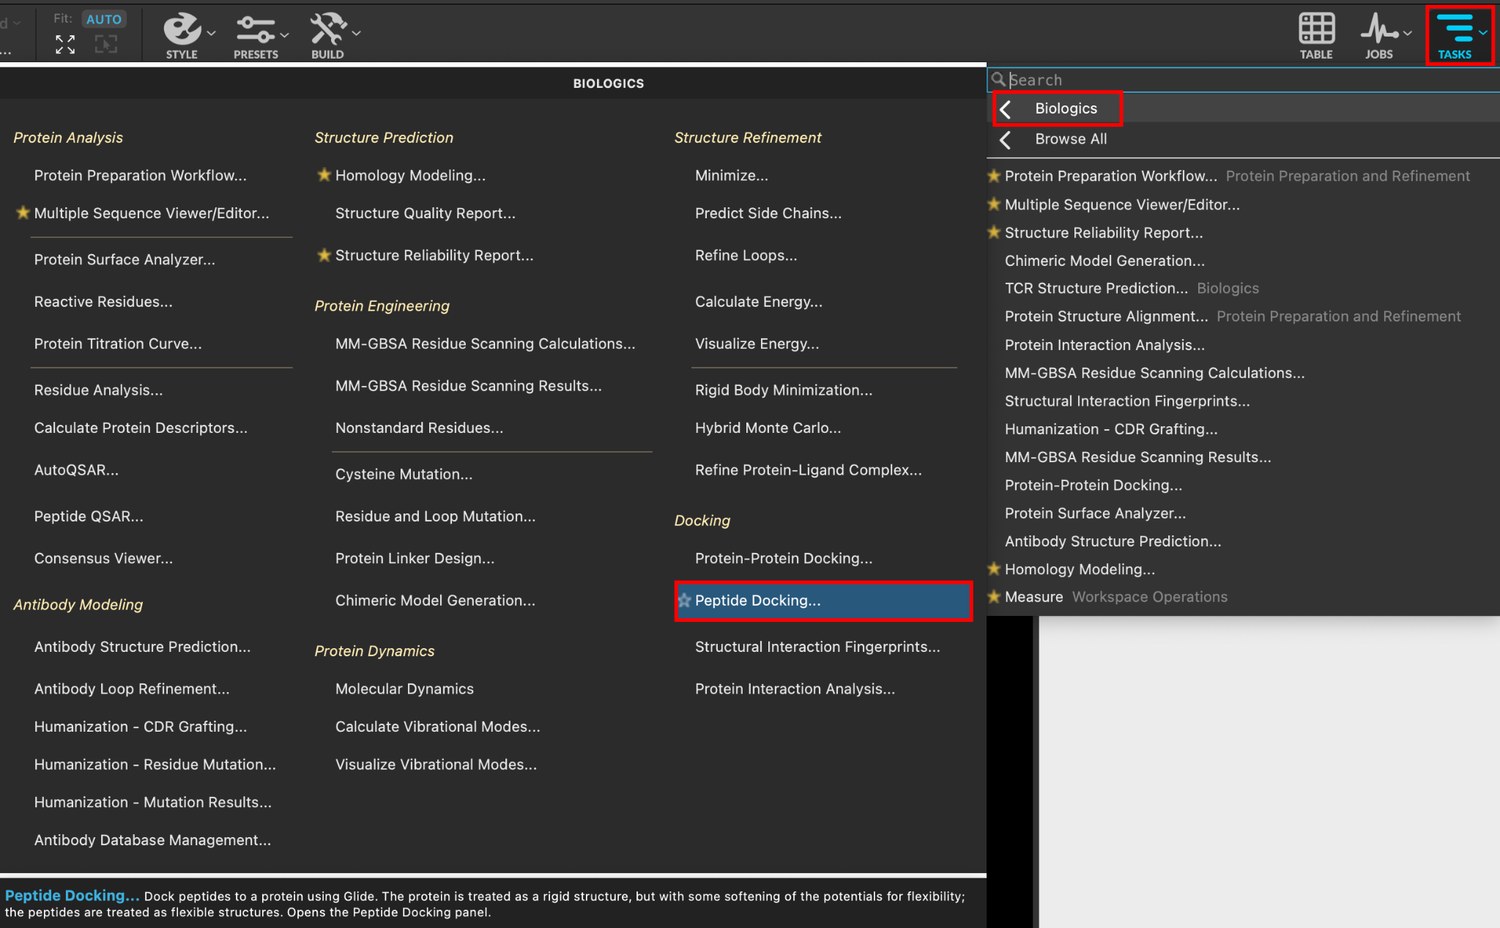 d
...
Fit: AUTO
STYLE
PRESETS
BUILD
TABLE
JOBS
TASKS
BIOLOGICS
Protein Analysis
Protein Preparation Workflow...
Multiple Sequence Viewer/Editor...
Protein Surface Analyzer...
Reactive Residues...
Protein Titration Curve...
Residue Analysis...
Calculate Protein Descriptors...
AutoQSAR...
Peptide QSAR...
Consensus Viewer...
Antibody Modeling
Antibody Structure Prediction...
Antibody Loop Refinement...
Humanization - CDR Grafting...
Humanization - Residue Mutation...
Humanization - Mutation Results...
Antibody Database Management...
Structure Prediction
Homology Modeling...
Structure Quality Report...
Structure Reliability Report...
Protein Engineering
MM-GBSA Residue Scanning Calculations...
MM-GBSA Residue Scanning Results...
Nonstandard Residues...
Cysteine Mutation...
Residue and Loop Mutation...
Protein Linker Design...
Chimeric Model Generation...
Protein Dynamics
Molecular Dynamics
Calculate Vibrational Modes...
Visualize Vibrational Modes...
Structure Refinement
Minimize...
Predict Side Chains...
Refine Loops...
Calculate Energy...
Visualize Energy...
Rigid Body Minimization...
Hybrid Monte Carlo...
Refine Protein-Ligand Complex...
Docking
Protein-Protein Docking...
Peptide Docking...
Structural Interaction Fingerprints...
Protein Interaction Analysis...
Search
Biologics
Browse All
Protein Preparation Workflow... Protein Preparation and Refinement
Multiple Sequence Viewer/Editor...
Structure Reliability Report...
Chimeric Model Generation...
TCR Structure Prediction... Biologics
Protein Structure Alignment... Protein Preparation and Refinement
Protein Interaction Analysis...
MM-GBSA Residue Scanning Calculations...
Structural Interaction Fingerprints...
Humanization - CDR Grafting...
MM-GBSA Residue Scanning Results...
Protein-Protein Docking...
Protein Surface Analyzer...
Antibody Structure Prediction...
Homology Modeling...
Measure Workspace Operations
Peptide Docking... Dock peptides to a protein using Glide. The protein is treated as a rigid structure, but with some softening of the potentials for flexibility;
the peptides are treated as flexible structures. Opens the Peptide Docking panel.